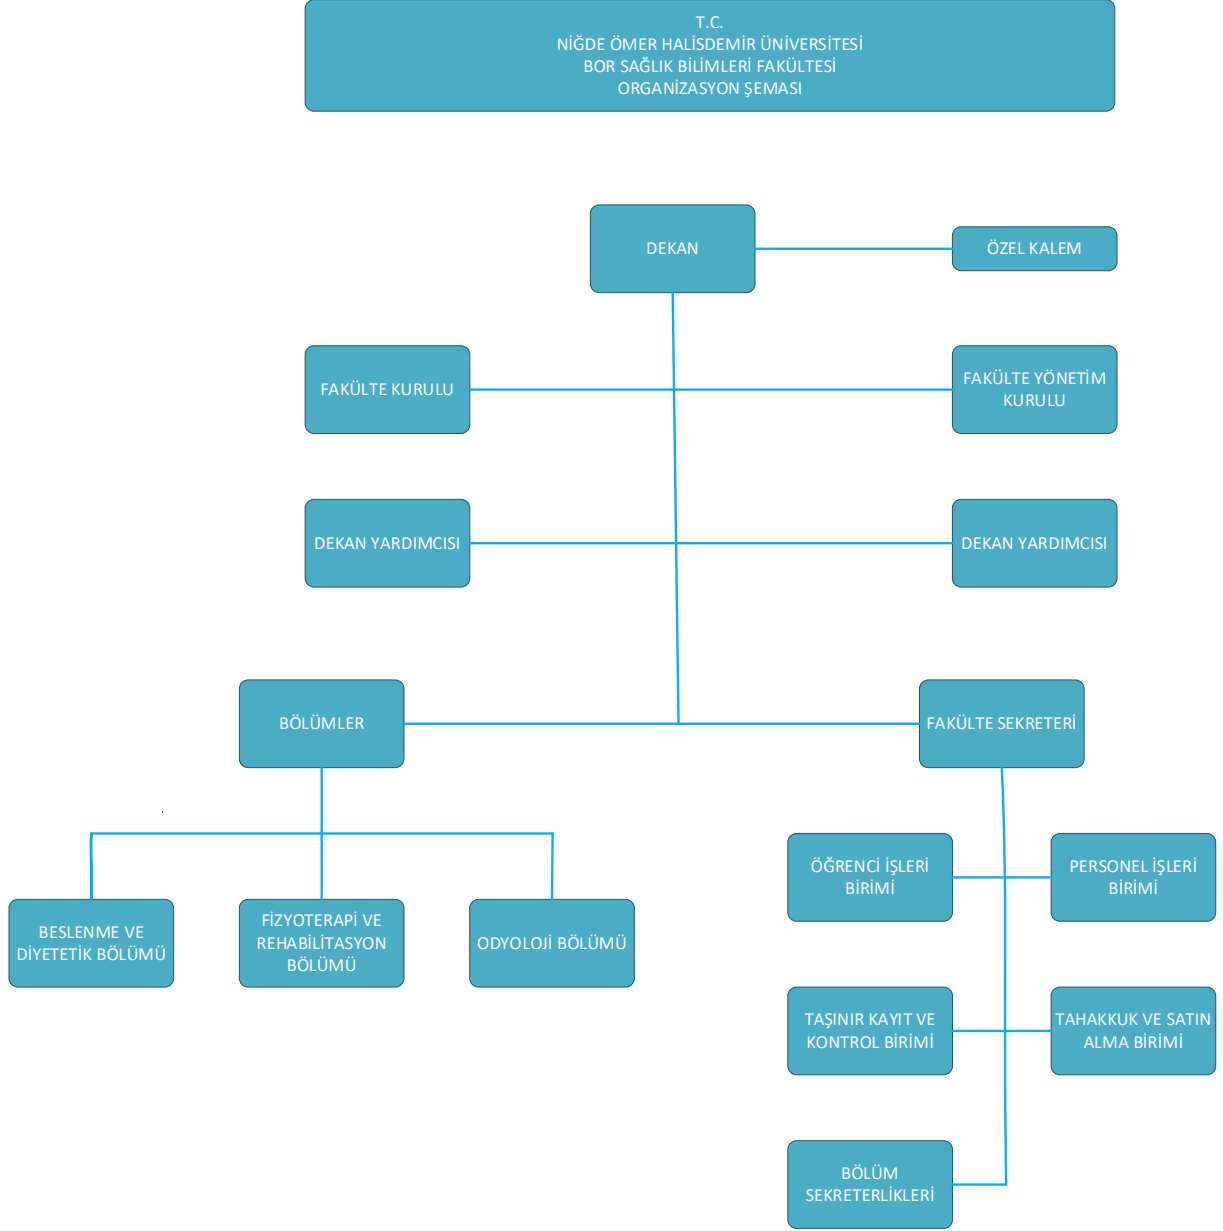 T.C.
NİĞDE ÖMER HALİSDEMİR ÜNİVERSİTESİ
BOR SAĞLIK BİLİMLERİ FAKÜLTESİ
ORGANİZASYON ŞEMASI
DEKAN
ÖZEL KALEM
FAKÜLTE KURULU
FAKÜLTE YÖNETİM
KURULU
DEKAN YARDIMCISI
DEKAN YARDIMCISI
BÖLÜMLER
FAKÜLTE SEKRETERİ
BESLENME VE
DİYETETİK BÖLÜMÜ
FİZYOTERAPİ VE
REHABİLİTASYON
BÖLÜMÜ
ODYOLOJİ BÖLÜMÜ
ÖĞRENCİ İŞLERİ
BİRİMİ
PERSONEL İŞLERİ
BİRİMİ
TAŞINIR KAYIT VE
KONTROL BİRİMİ
TAHAKKUK VE SATIN
ALMA BİRİMİ
BÖLÜM
SEKRETERLİKLERİ